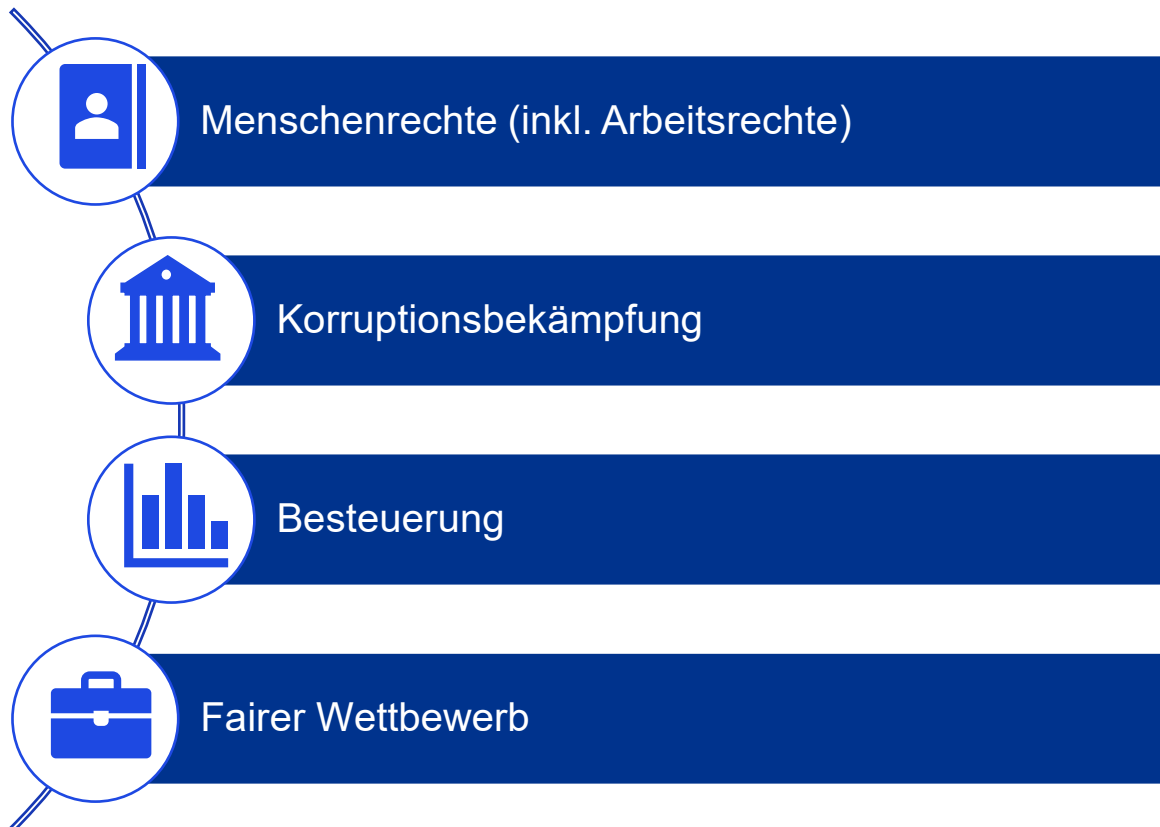 Menschenrechte (inkl. Arbeitsrechte)
Korruptionsbekämpfung
Besteuerung
Fairer Wettbewerb